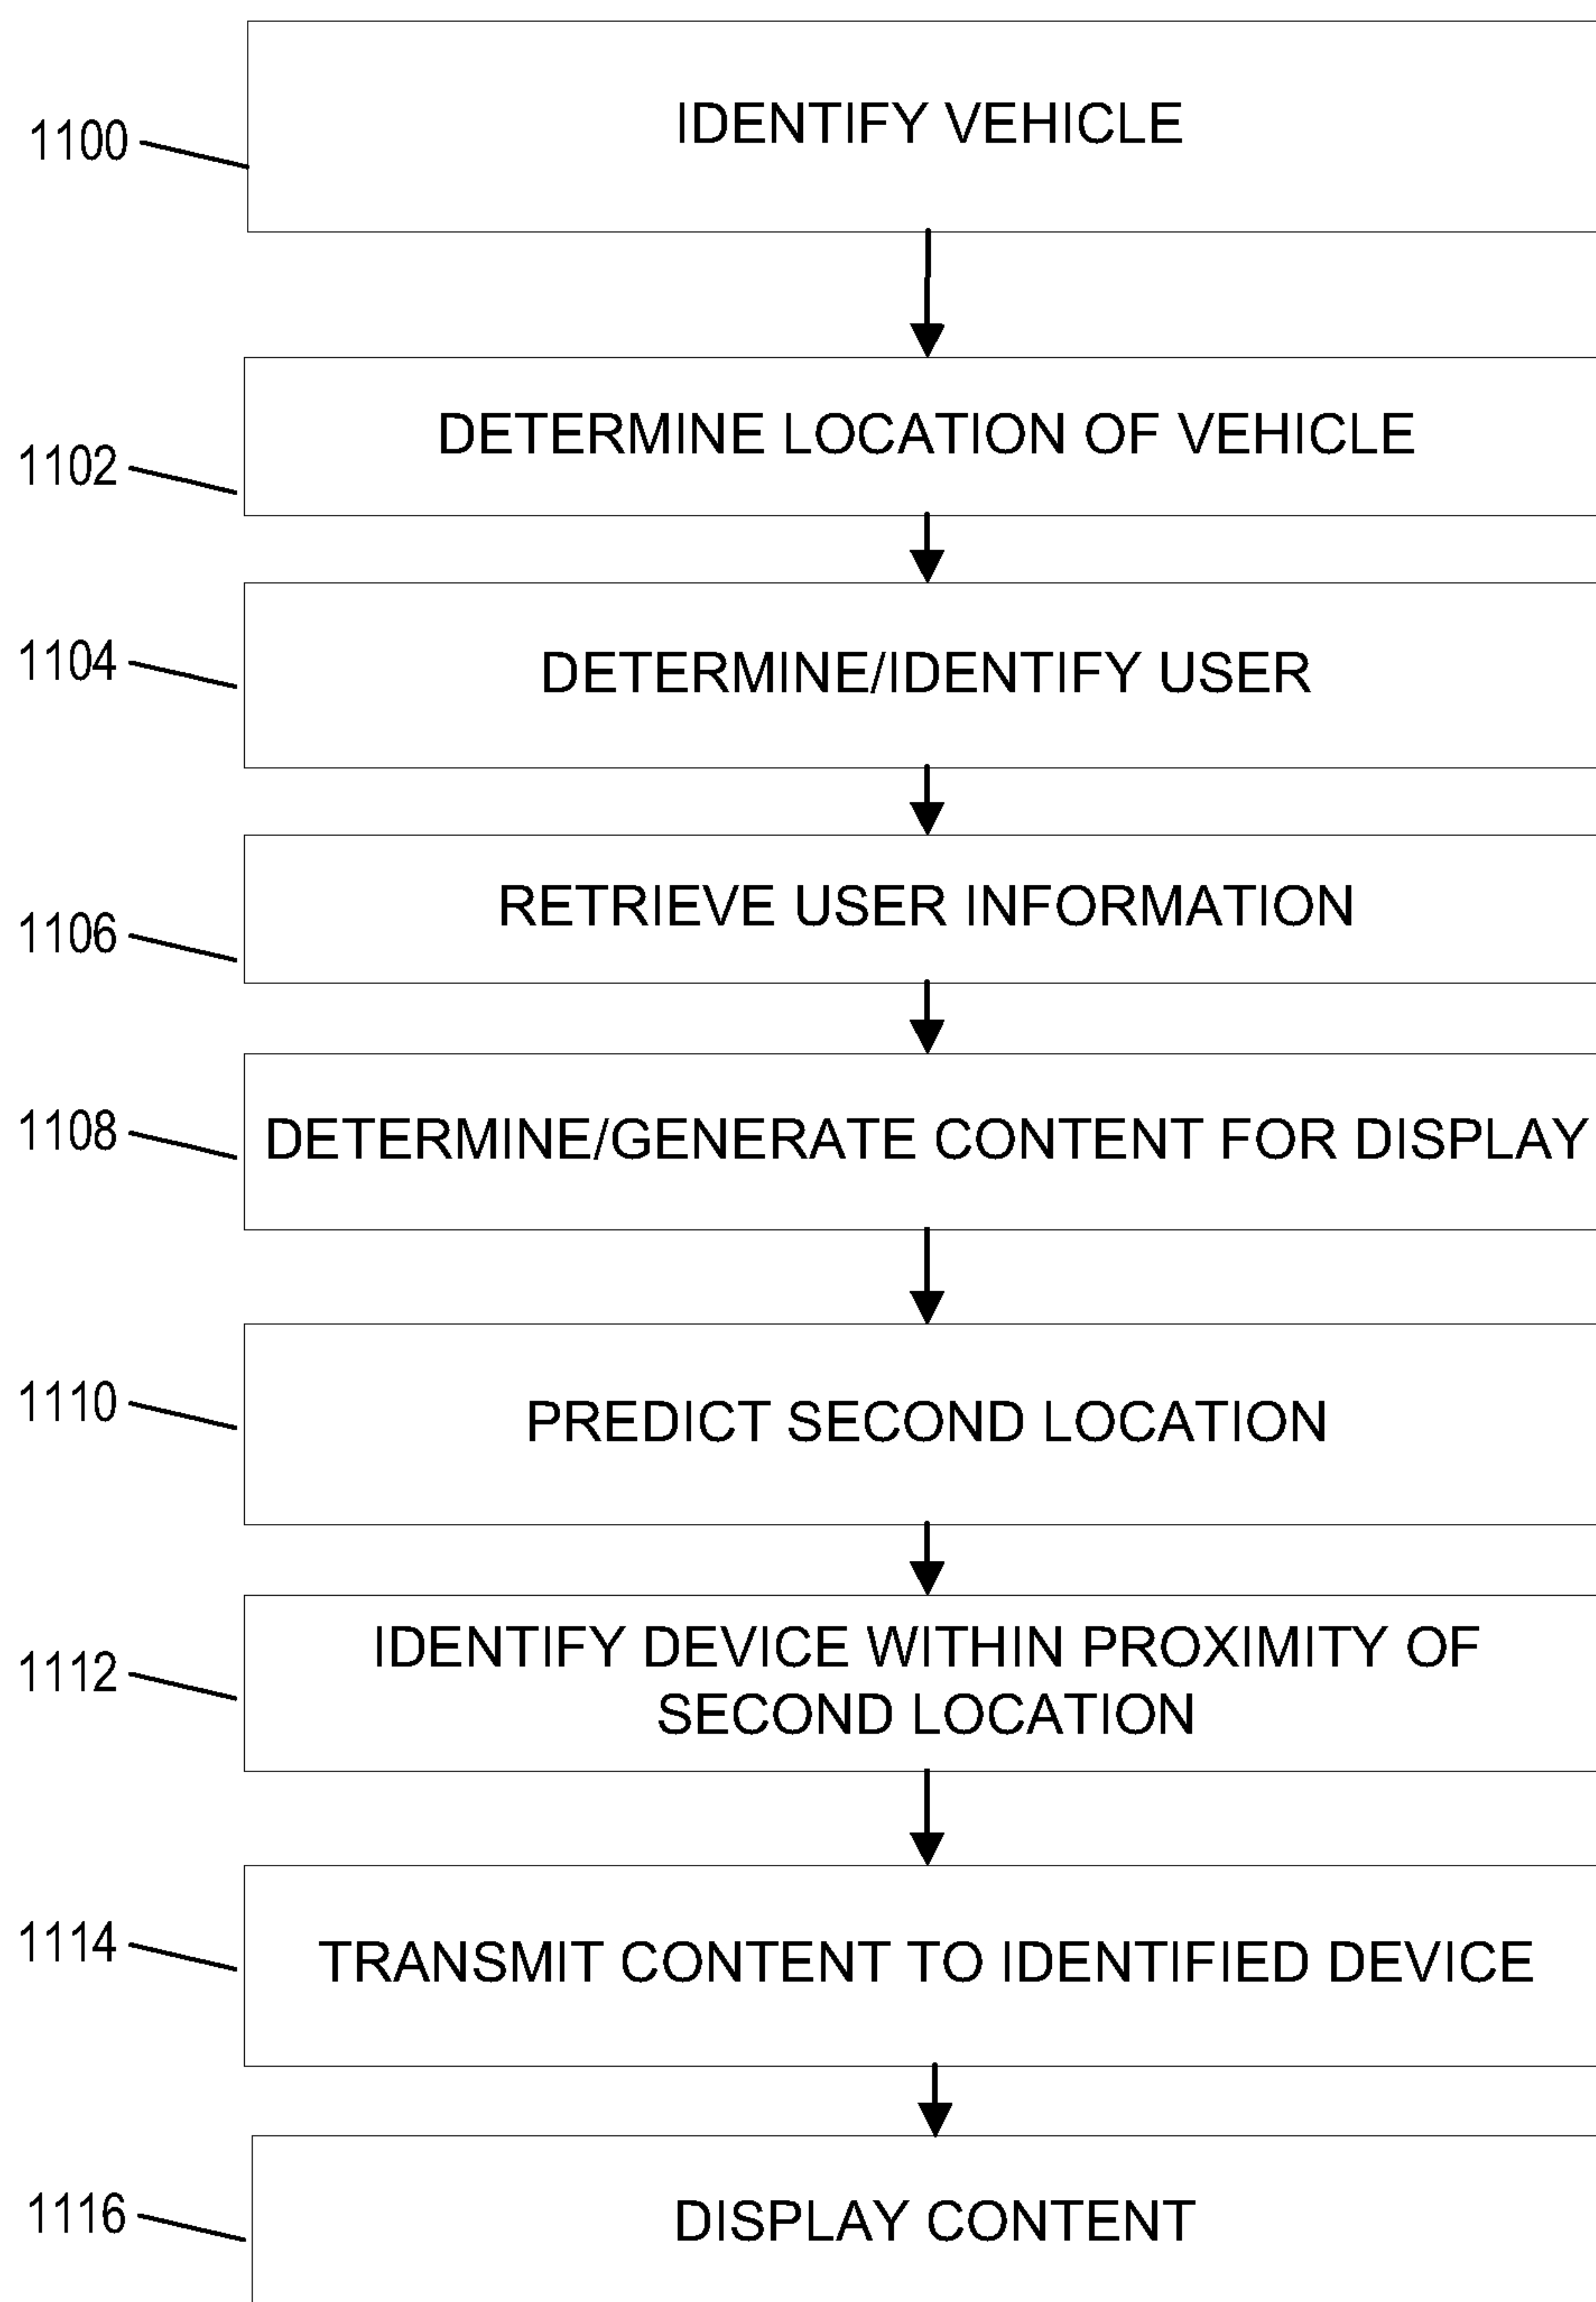 IDENTIFY VEHICLE
1100
DETERMINE LOCATION OF VEHICLE
1102
DETERMINE/IDENTIFY USER
1104
RETRIEVE USER INFORMATION
1106
DETERMINE/GENERATE CONTENT FOR DISPLAY
1108
PREDICT SECOND LOCATION
1110
IDENTIFY DEVICE WITHIN PROXIMITY OF
SECOND LOCATION
1112
TRANSMIT CONTENT TO IDENTIFIED DEVICE
1114
DISPLAY CONTENT
1116